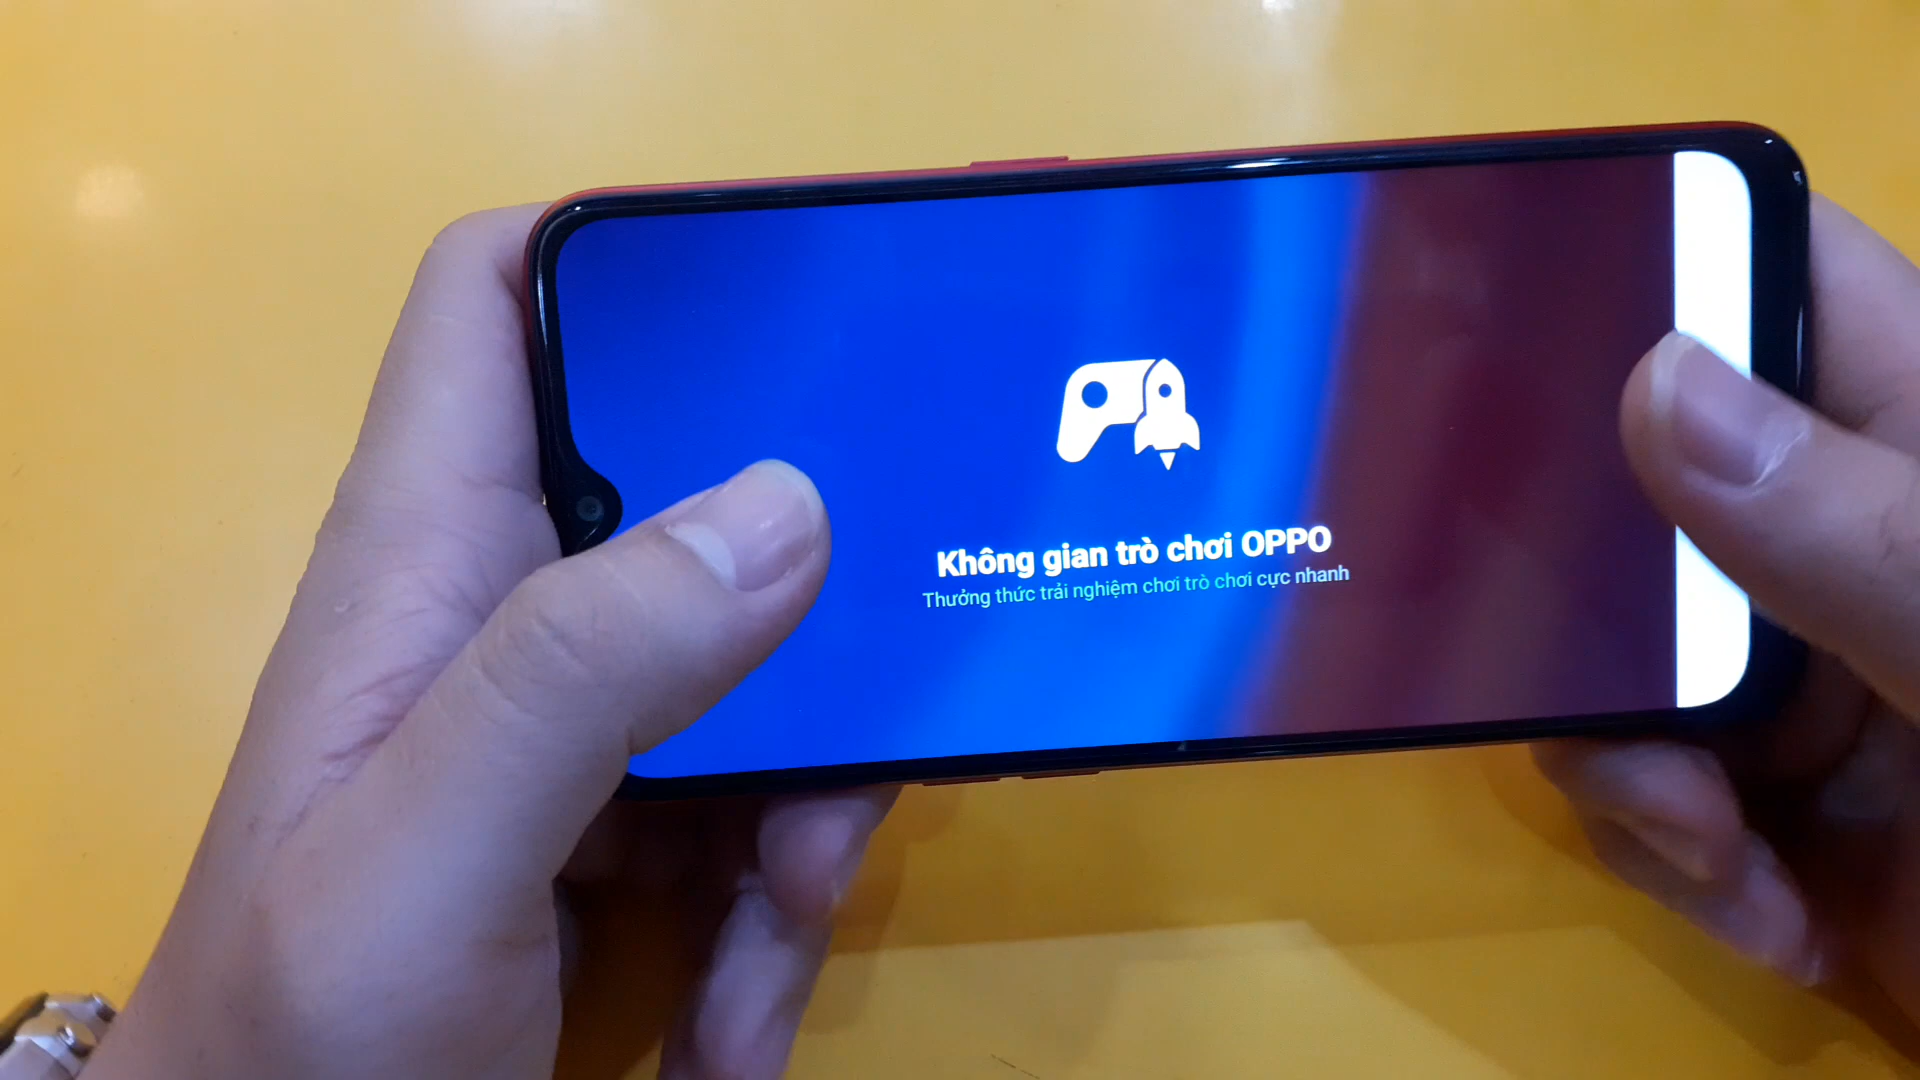 Không gian trò chơi OPPO
Thưởng thức trải nghiệm chơi trò chơi cực nhanh